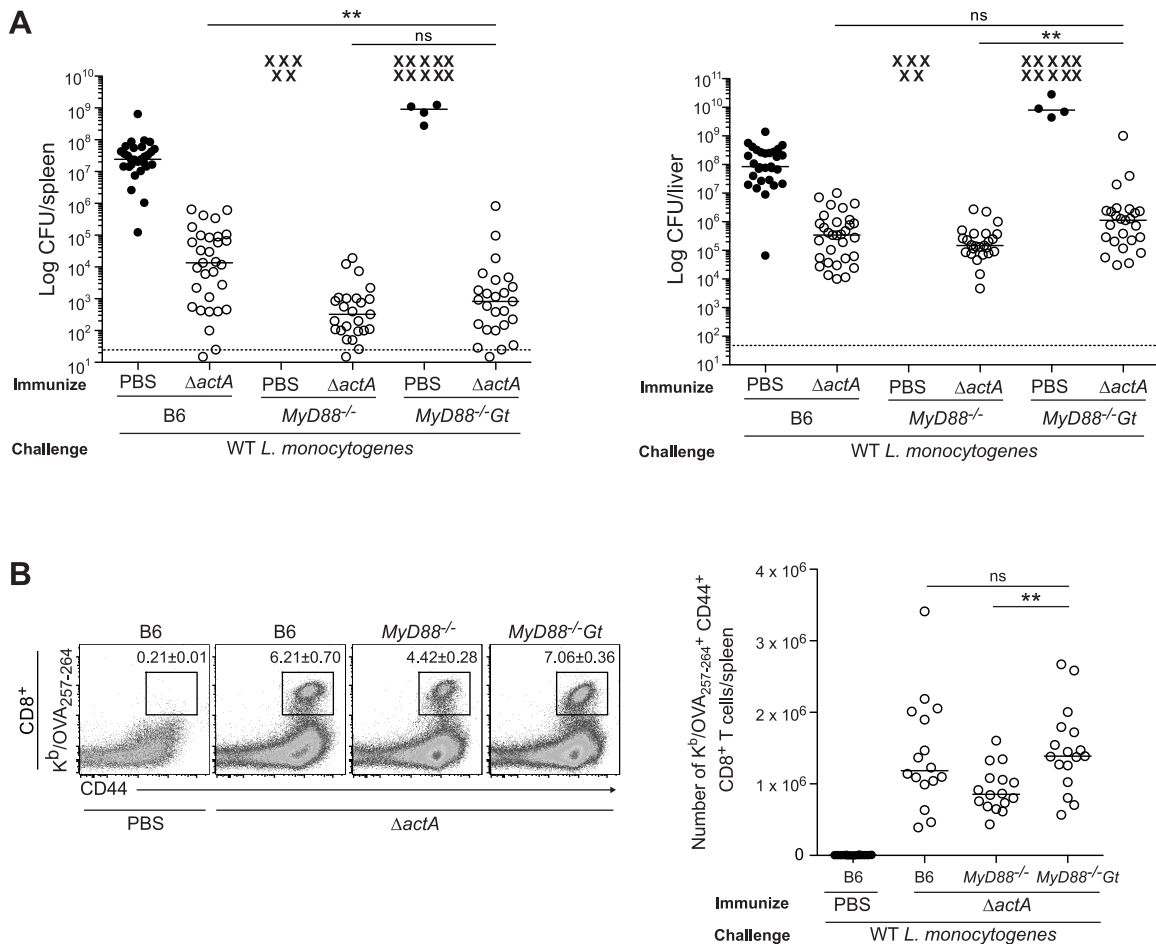 A
**
ns
X X X
X X
XX XXX
XX XXX
10^10
10^9
10^8
10^7
10^6
10^5
10^4
10^3
10^2
10^1
Log CFU/spleen
Immunize
PBS
ΔactA
PBS
ΔactA
PBS
ΔactA
B6
MyD88-/-
MyD88-/-Gt
Challenge
WT L. monocytogenes
ns
**
X X X
X X
XX XXX
XX XXX
10^11
10^10
10^9
10^8
10^7
10^6
10^5
10^4
10^3
10^2
10^1
Log CFU/liver
Immunize
PBS
ΔactA
PBS
ΔactA
PBS
ΔactA
B6
MyD88-/-
MyD88-/-Gt
Challenge
WT L. monocytogenes
B
B6
B6
MyD88-/-
MyD88-/-Gt
0.21±0.01
6.21±0.70
4.42±0.28
7.06±0.36
CD8+
Kb/OVA257-264
CD44
PBS
ΔactA
Number of Kb/OVA257-264+ CD44+
CD8+ T cells/spleen
4 x 10^6
3 x 10^6
2 x 10^6
1 x 10^6
0
ns
**
B6
B6
MyD88-/-
MyD88-/-Gt
Immunize
PBS
ΔactA
Challenge
WT L. monocytogenes